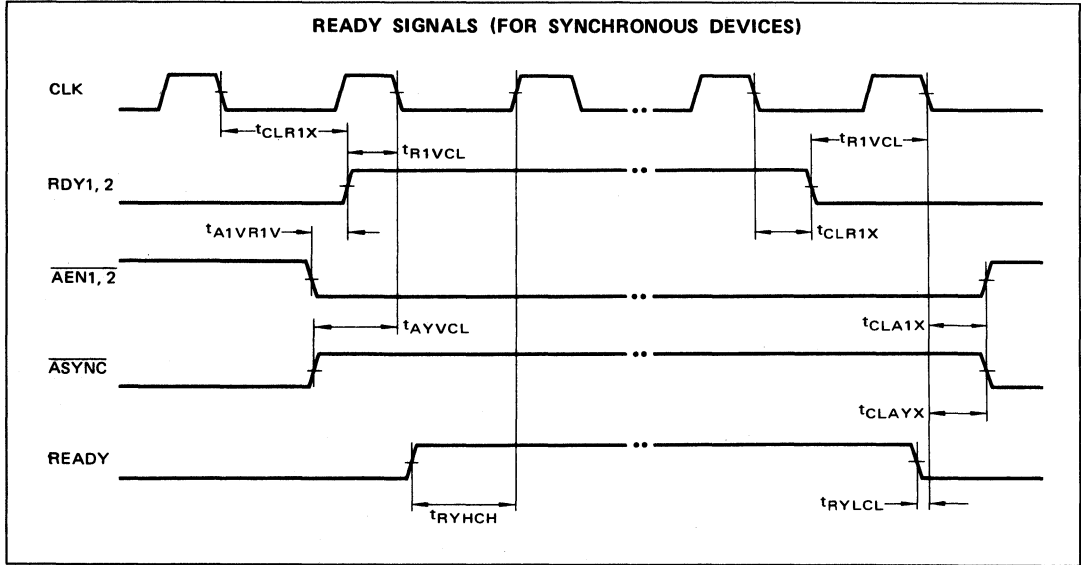 READY SIGNALS (FOR SYNCHRONOUS DEVICES)
CLK
tCLR1X
tR1VCL
tR1VCL
RDY1, 2
tA1VR1V
tCLR1X
AEN1, 2
tAYVCL
tCLA1X
ASYNC
tCLAYX
READY
tRYHCH
tRYLCL